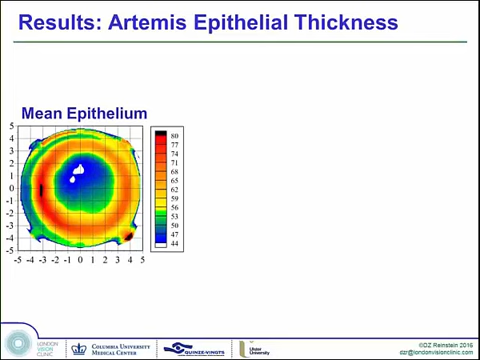 Results: Artemis Epithelial Thickness
Mean Epithelium
5
4
3
2
1
0
-1
-2
-3
-4
-5
-5 -4 -3 -2 -1 0 1 2 3 4 5
80
77
74
71
68
65
62
59
56
53
50
47
44
LONDON
VISION
CLINIC
COLUMBIA UNIVERSITY
MEDICAL CENTER
QUINZE-VINGTS
Ulster
University
©DZ Reinstein 2016
dzr@londonvisionclinic.com